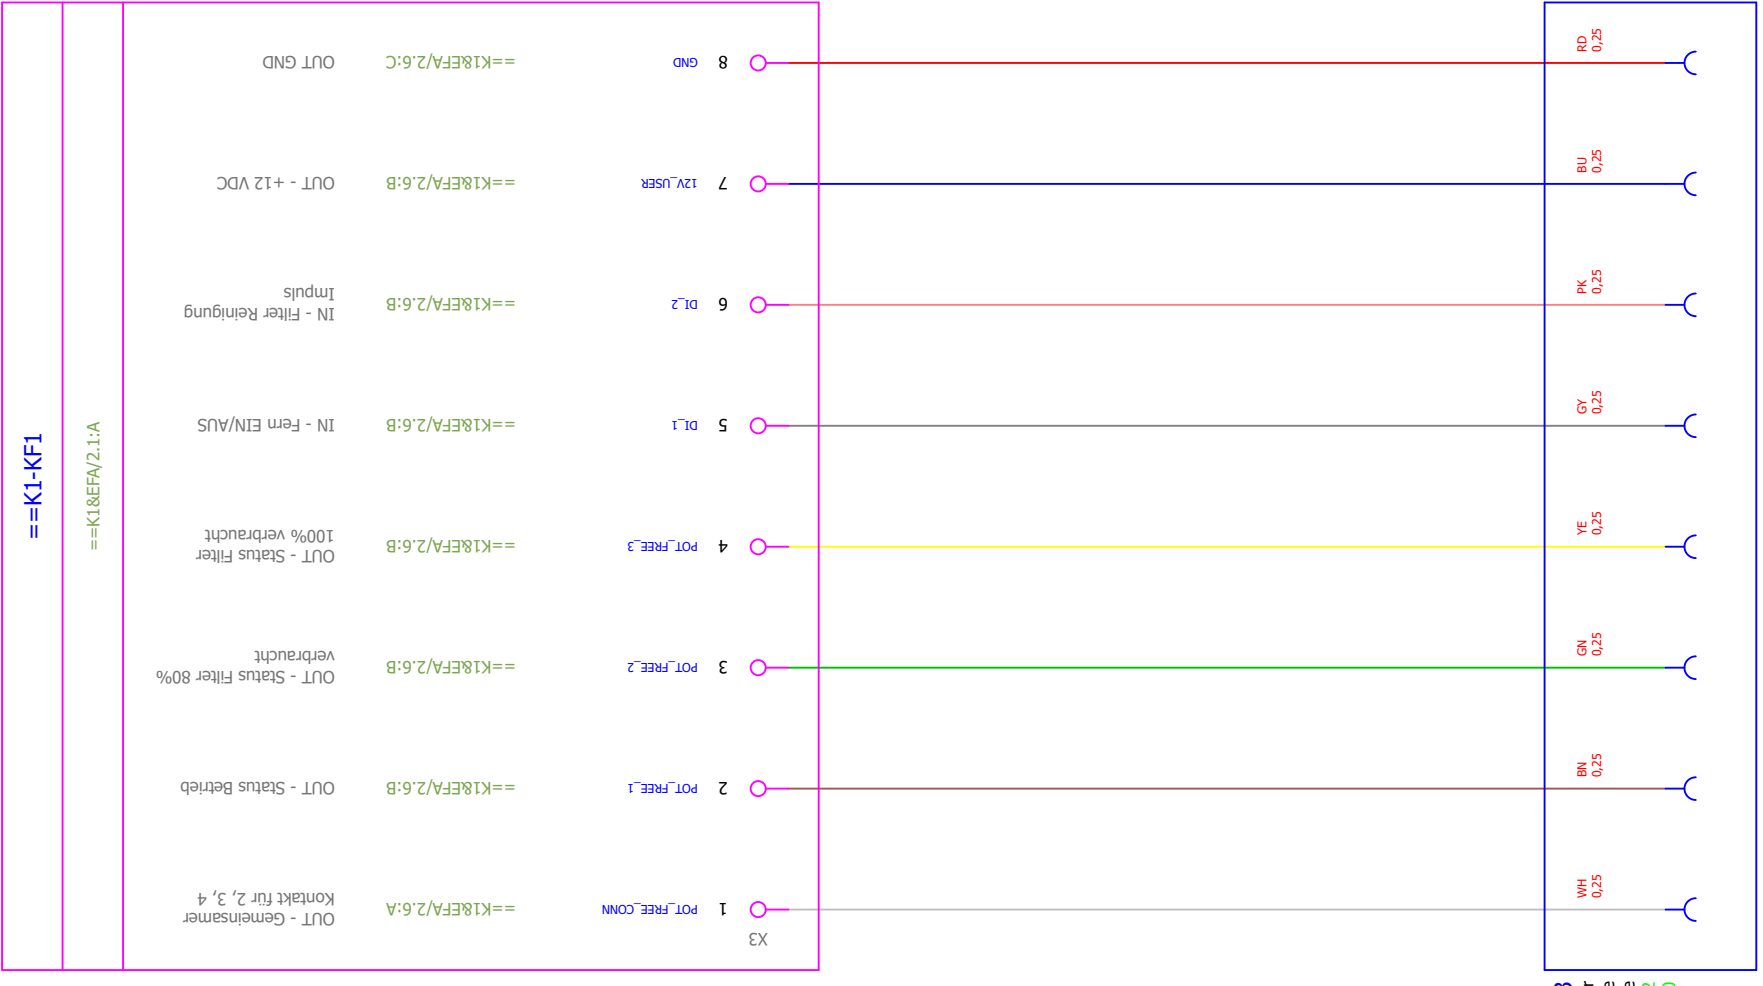 ==K1-KF1
==K1&EFA/2.1:A
X3
OUT - Gemeinsamer
Kontakt für 2, 3, 4
==K1&EFA/2.6:A
POT_FREE_CONN
1
WH
0,25
OUT - Status Betrieb
==K1&EFA/2.6:B
POT_FREE_1
2
BN
0,25
OUT - Status Filter 80%
verbraucht
==K1&EFA/2.6:B
POT_FREE_2
3
GN
0,25
OUT - Status Filter
100% verbraucht
==K1&EFA/2.6:B
POT_FREE_3
4
YE
0,25
IN - Fern EIN/AUS
==K1&EFA/2.6:B
DI_1
5
GY
0,25
IN - Filter Reinigung
Impuls
==K1&EFA/2.6:B
DI_2
6
PK
0,25
OUT - +12 VDC
==K1&EFA/2.6:B
12V_USER
7
BU
0,25
OUT GND
==K1&EFA/2.6:C
GND
8
RD
0,25